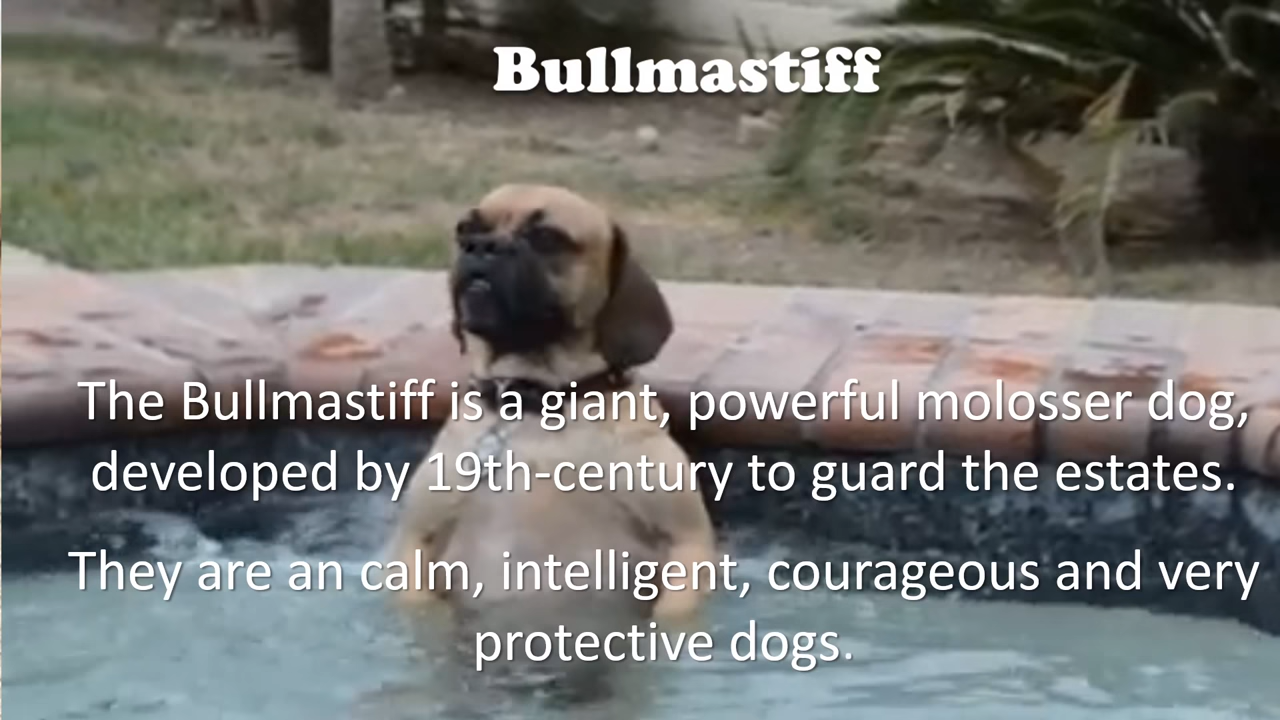 Bullmastiff
The Bullmastiff is a giant, powerful molosser dog,
developed by 19th-century to guard the estates.
They are an calm, intelligent, courageous and very
protective dogs.